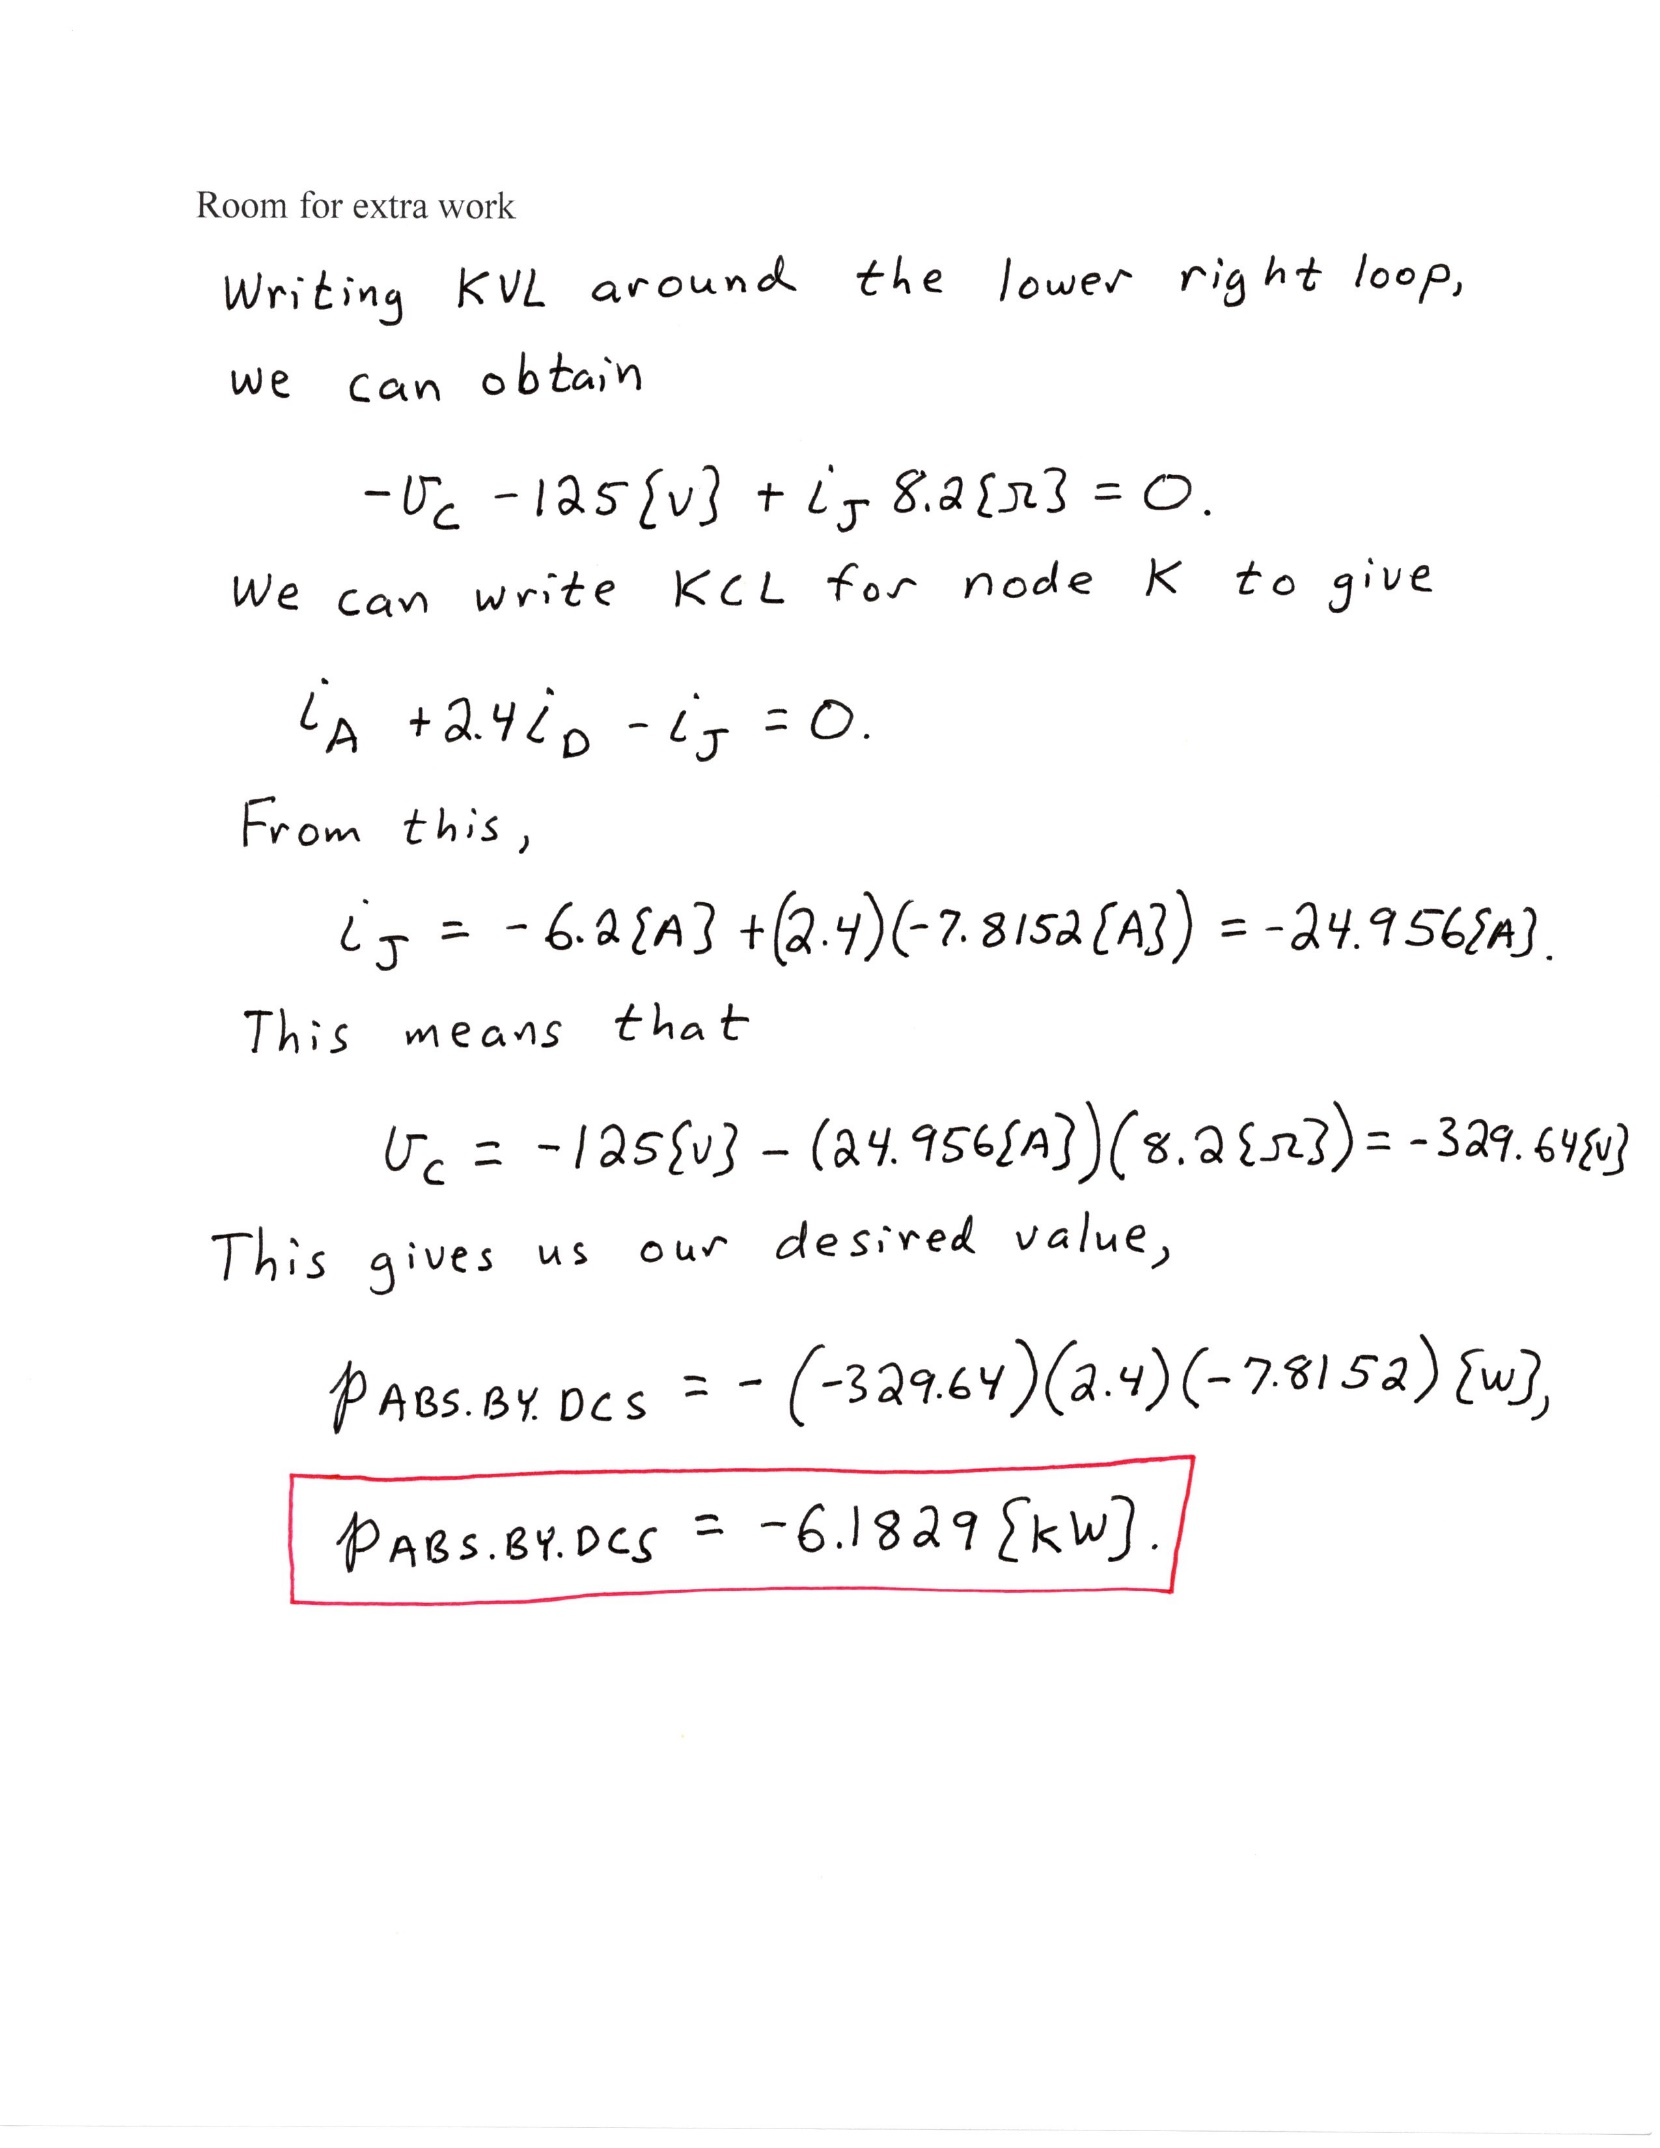 Room for extra work
Writing KVL around the lower right loop,
we can obtain
-v_C - 125{V} + i_J 8.2{Ω} = 0.
We can write KCL for node K to give
i_A + 2.4 i_D - i_J = 0.
From this,
i_J = -6.2{A} + (2.4)(-7.8152{A}) = -24.956{A}.
This means that
v_C = -125{V} - (24.956{A})(8.2{Ω}) = -329.64{V}
This gives us our desired value,
p_ABS.BY.DCS = -(-329.64)(2.4)(-7.8152){W},
p_ABS.BY.DCS = -6.1829{kW}.